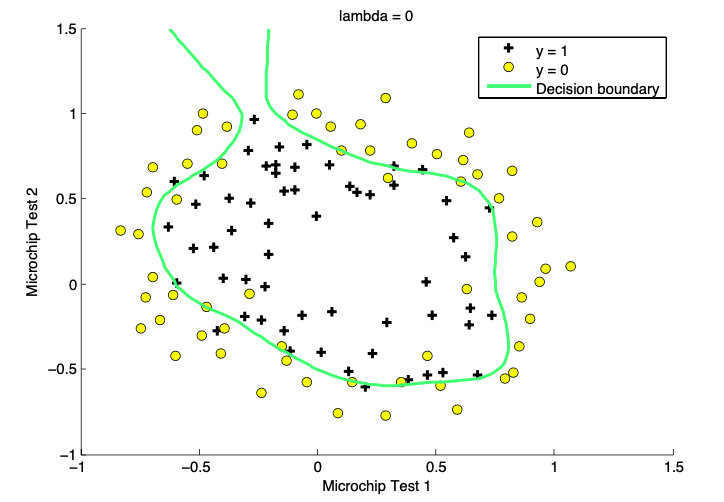 lambda = 0
y = 1
y = 0
Decision boundary
Microchip Test 2
1.5
1
0.5
0
−0.5
−1
−1 −0.5 0 0.5 1 1.5
Microchip Test 1